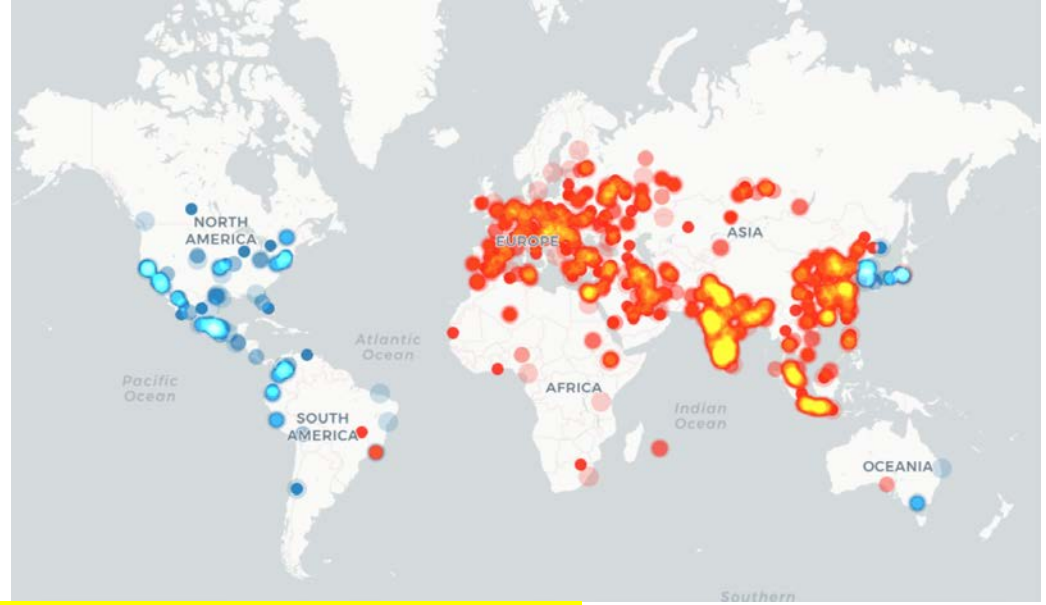 NORTH
AMERICA
EUROPE
ASIA
Atlantic
Ocean
Pacific
Ocean
AFRICA
Indian
Ocean
SOUTH
AMERICA
OCEANIA
Southern